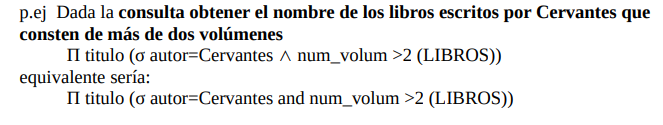 p.ej  Dada la consulta obtener el nombre de los libros escritos por Cervantes que
consten de más de dos volúmenes
Π titulo (σ autor=Cervantes ∧ num_volum >2 (LIBROS))
equivalente sería:
Π titulo (σ autor=Cervantes and num_volum >2 (LIBROS))